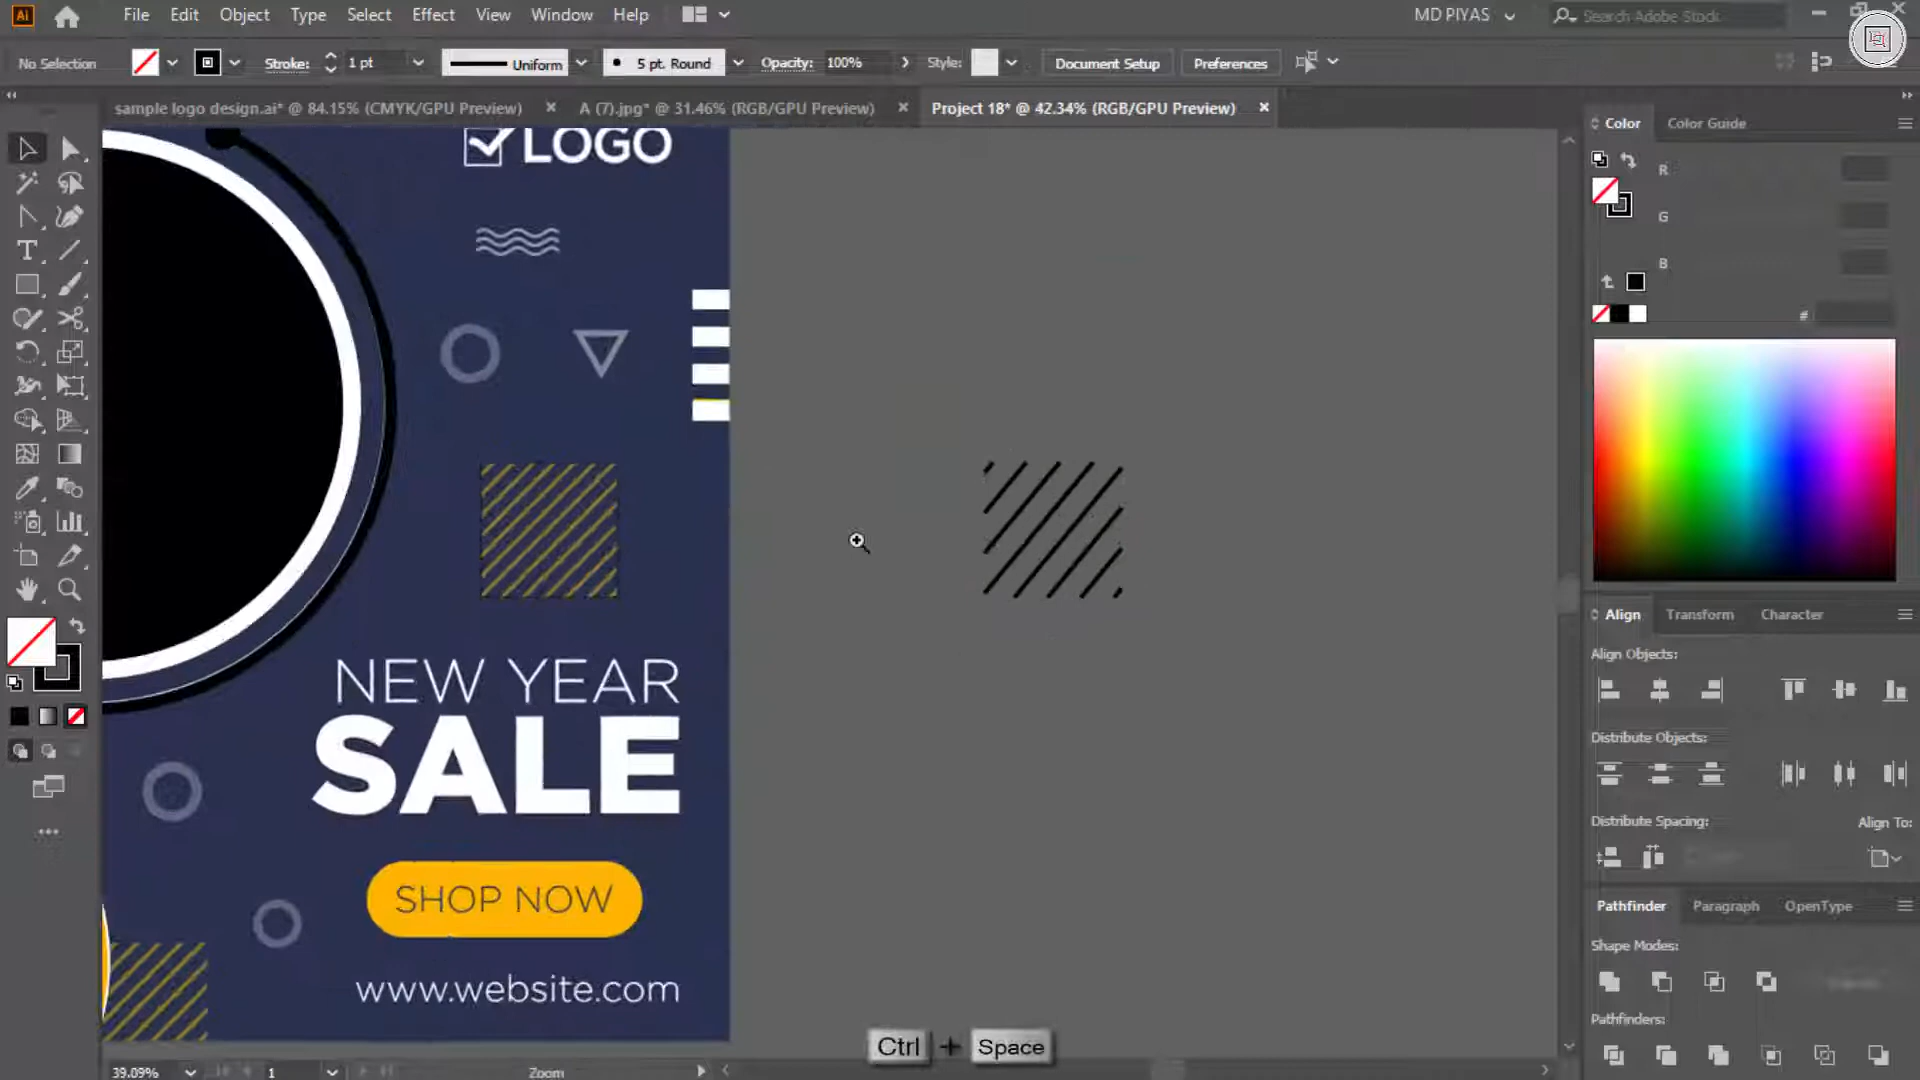 Ai File Edit Object Type Select Effect View Window Help MD PIYAS Search Adobe Stock
No Selection Stroke: 1 pt Uniform 5 pt. Round Opacity: 100% Style: Document Setup Preferences
sample logo design.ai* @ 84.15% (CMYK/GPU Preview) × A (7).jpg* @ 31.46% (RGB/GPU Preview) × Project 18* @ 42.34% (RGB/GPU Preview) ×
Color Color Guide
R
G
B
#
LOGO
NEW YEAR
SALE
SHOP NOW
www.website.com
Align Transform Character
Align Objects:
Distribute Objects:
Distribute Spacing: Align To:
Pathfinder Paragraph OpenType
Shape Modes:
Pathfinders:
Ctrl + Space
39.09% 1 Zoom